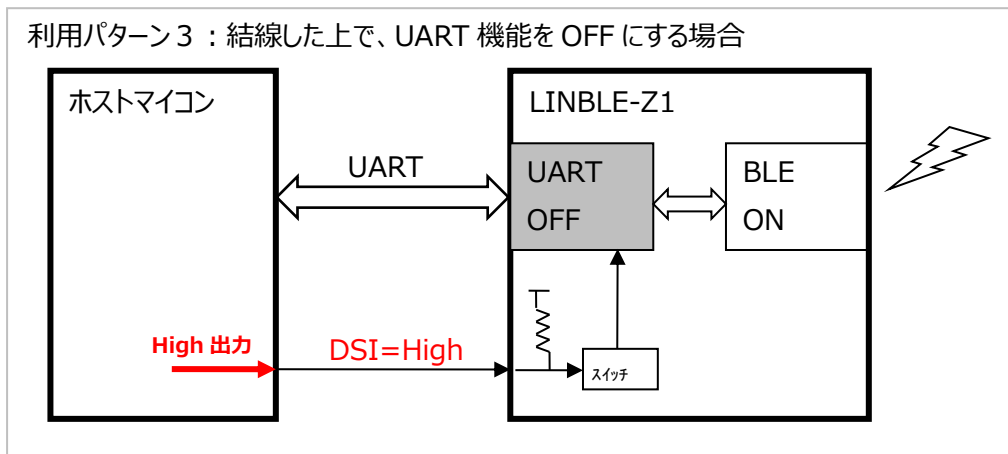 利用パターン３：結線した上で、UART 機能を OFF にする場合
ホストマイコン
LINBLE-Z1
UART
UART
OFF
BLE
ON
High 出力
DSI=High
スイッチ